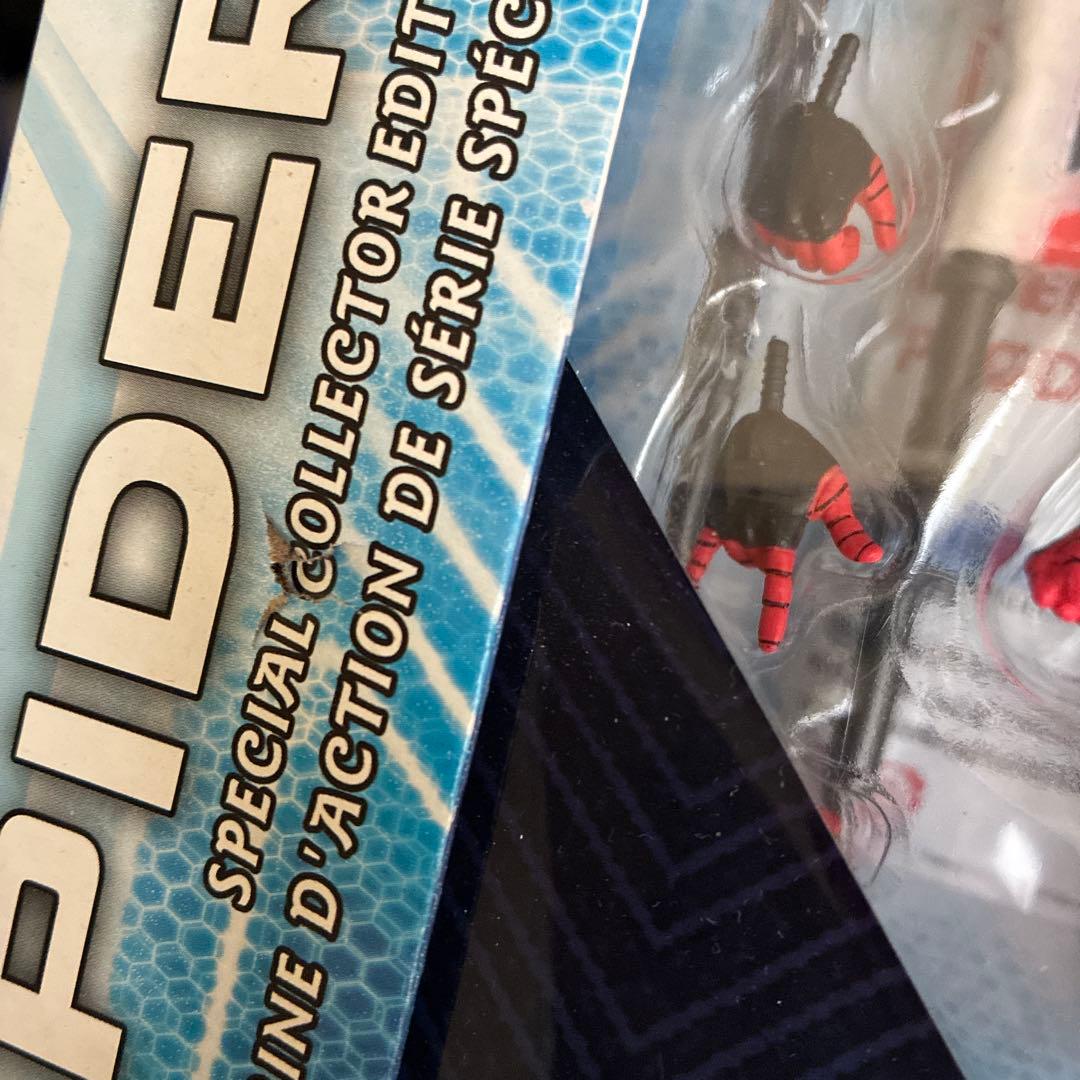 PIDER
SPECIAL COLLECTOR EDIT
INE D'ACTION DE SÉRIE SPÉC